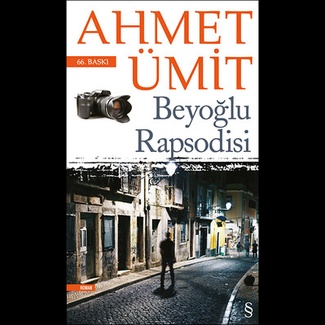 AHMET
ÜMİT
66. BASKI
Beyoğlu
Rapsodisi
ROMAN
S